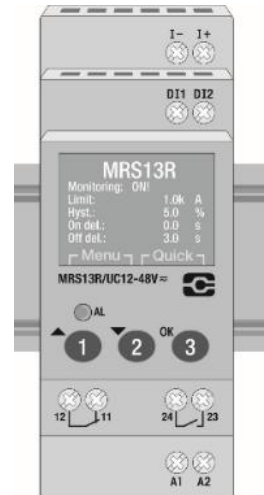 I- I+
DI1 DI2
MRS13R
Monitoring: ON!
Limit: 1.0k A
Hyst.: 5.0 %
On del.: 0.0 s
Off del.: 3.0 s
Menu Quick
MRS13R/UC12-48V≂
AL
OK
1 2 3
12 11 24 23
A1 A2